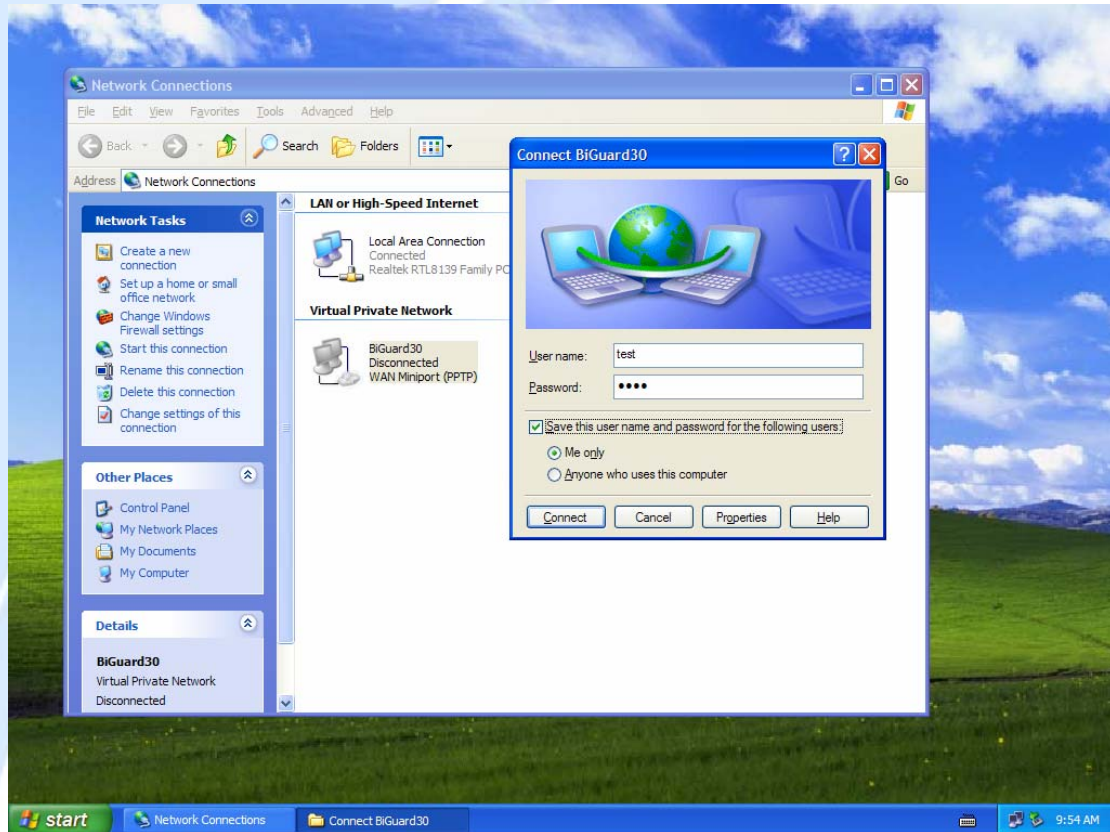 Network Connections
File Edit View Favorites Tools Advanced Help
Back Search Folders
Address Network Connections Go
Network Tasks
Create a new
connection
Set up a home or small
office network
Change Windows
Firewall settings
Start this connection
Rename this connection
Delete this connection
Change settings of this
connection
Other Places
Control Panel
My Network Places
My Documents
My Computer
Details
BiGuard30
Virtual Private Network
Disconnected
LAN or High-Speed Internet
Local Area Connection
Connected
Realtek RTL8139 Family PC
Virtual Private Network
BiGuard30
Disconnected
WAN Miniport (PPTP)
Connect BiGuard30
User name: test
Password: ••••
Save this user name and password for the following users:
Me only
Anyone who uses this computer
Connect Cancel Properties Help
start Network Connections Connect BiGuard30 9:54 AM